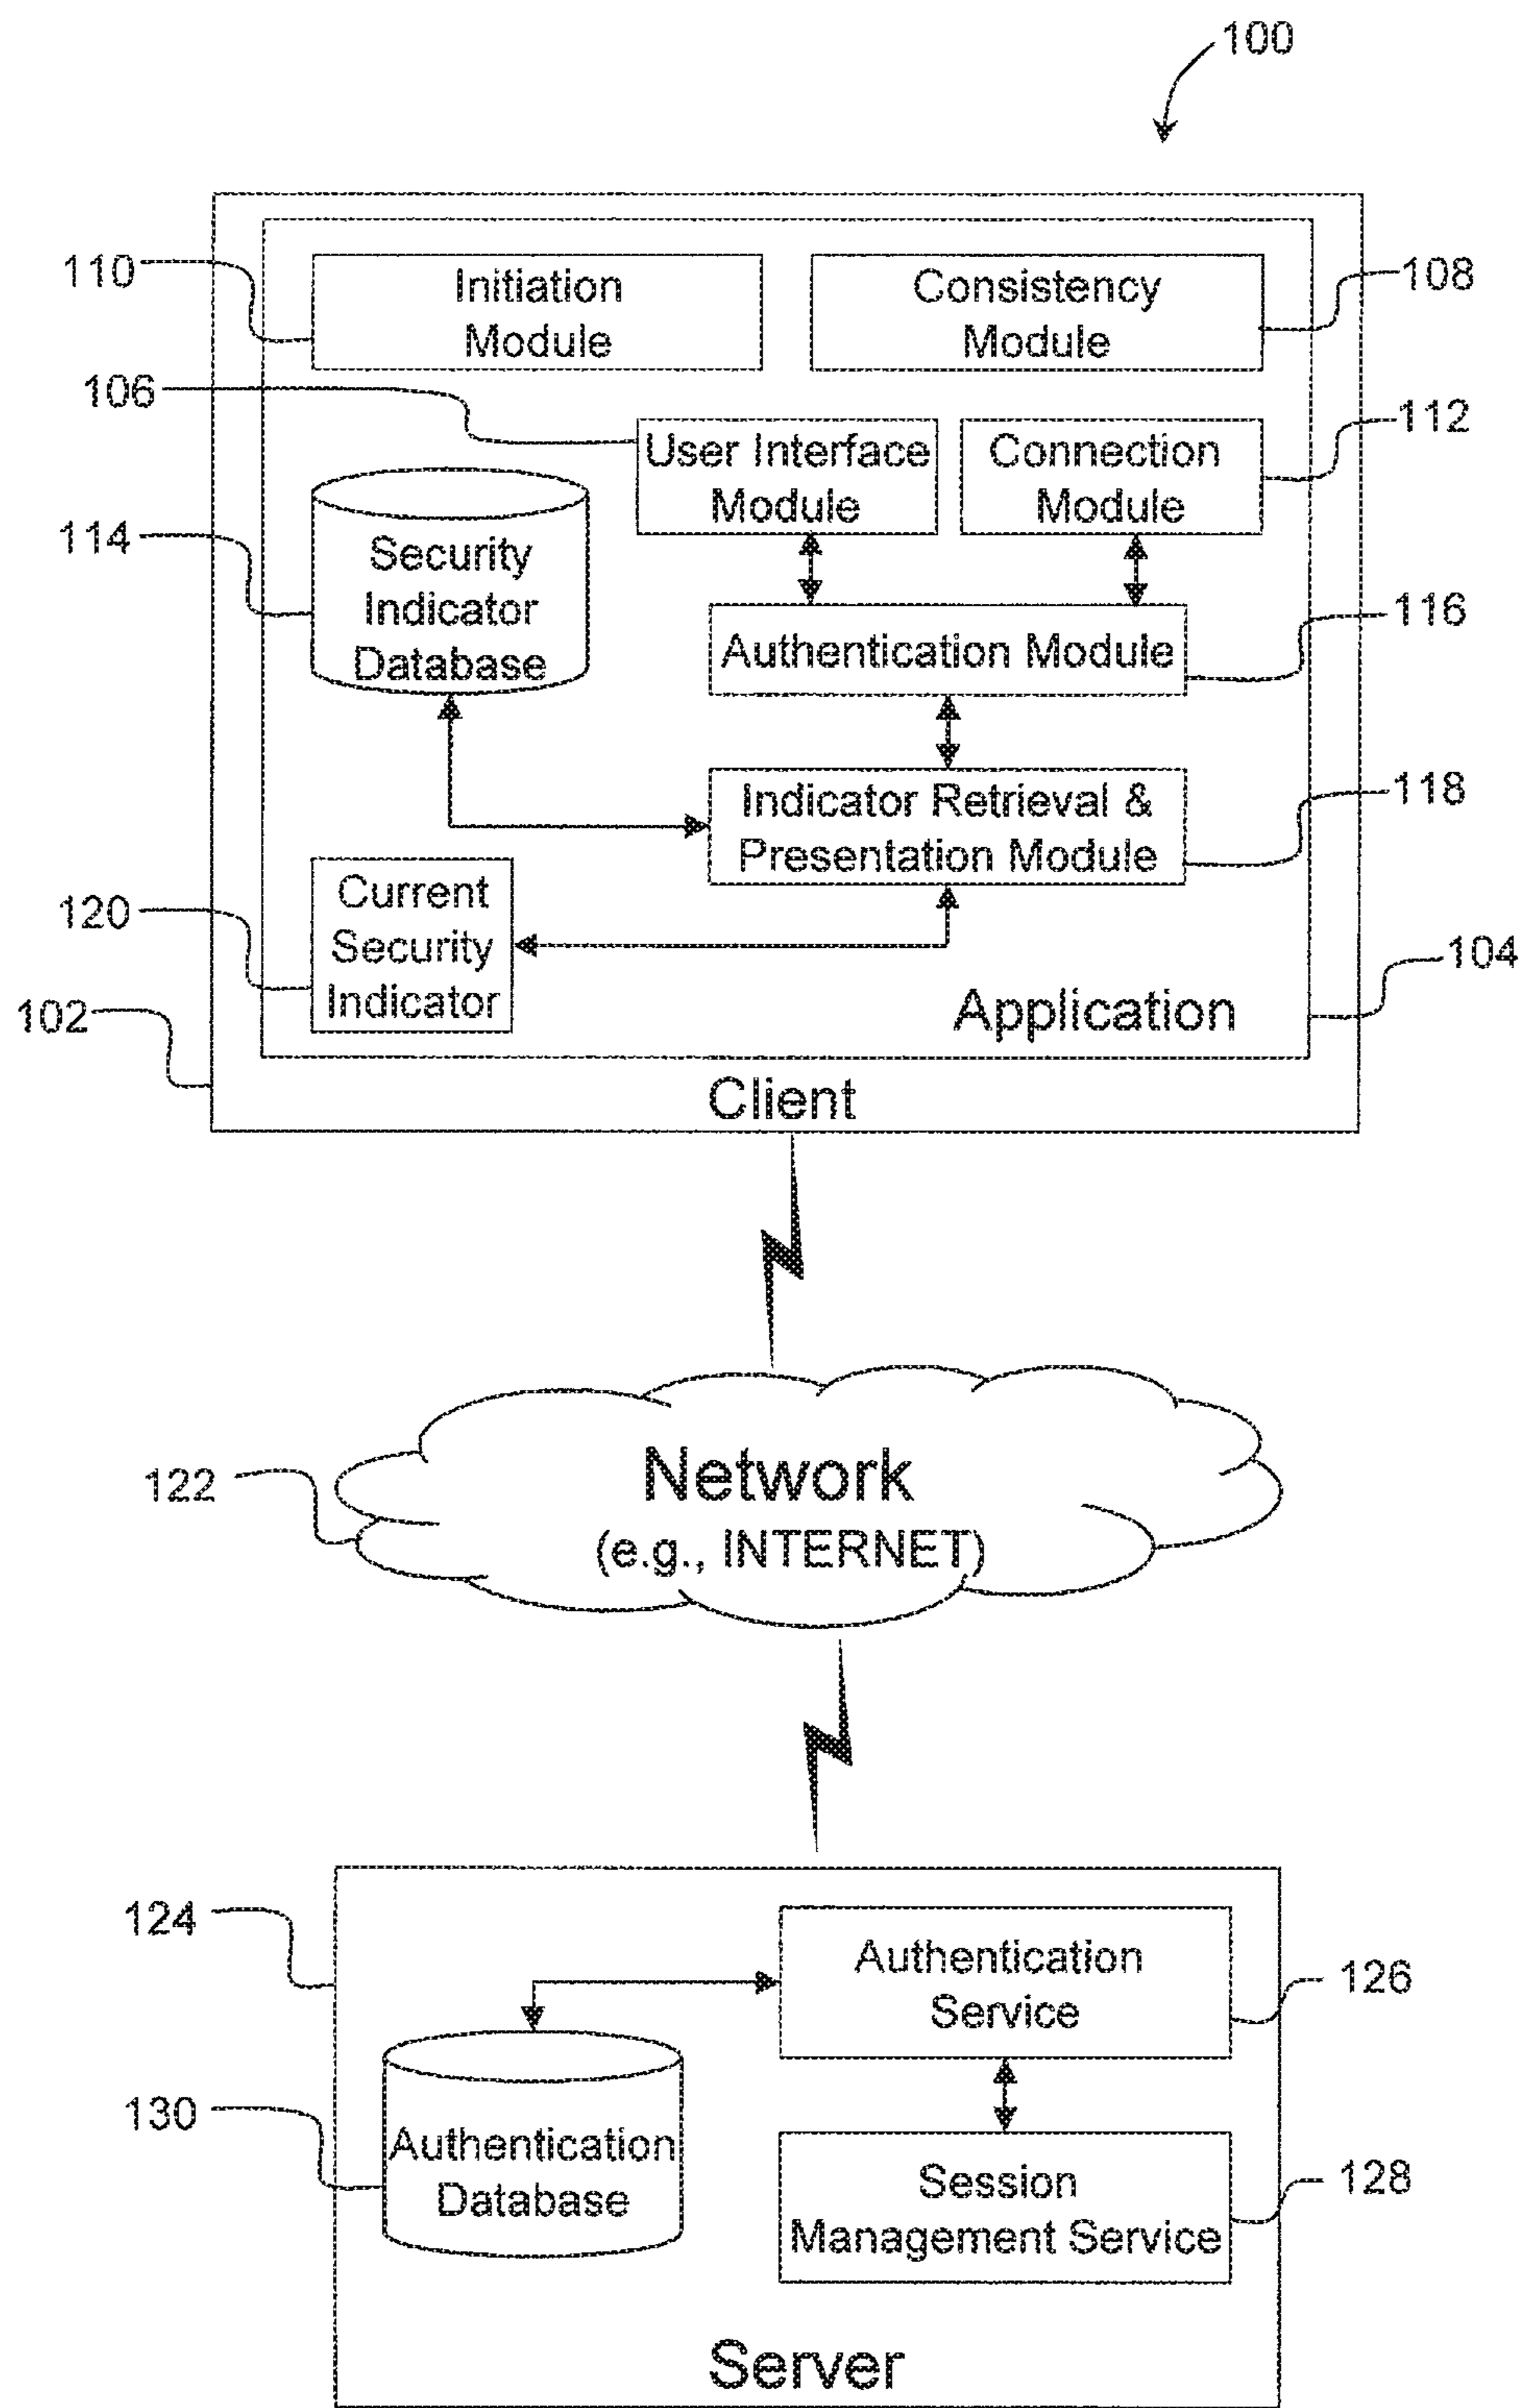 100
110
Initiation
Module
Consistency
Module
108
106
User Interface
Module
Connection
Module
112
114
Security
Indicator
Database
Authentication Module
116
Indicator Retrieval &
Presentation Module
118
120
Current
Security
Indicator
Application
104
102
Client
122
Network
(e.g., INTERNET)
124
Authentication
Service
126
130
Authentication
Database
Session
Management Service
128
Server